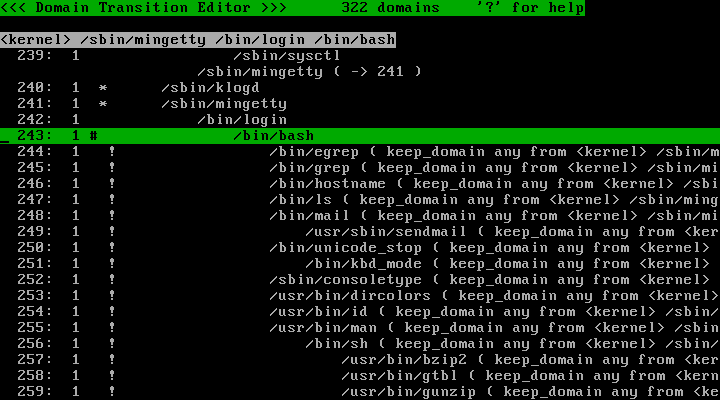 <<< Domain Transition Editor >>>      322 domains    '?' for help
<kernel> /sbin/mingetty /bin/login /bin/bash
239:  1                 /sbin/sysctl
/sbin/mingetty ( -> 241 )
240:  1  *      /sbin/klogd
241:  1  *      /sbin/mingetty
242:  1             /bin/login
_ 243:  1 #               /bin/bash
244:  1   !                 /bin/egrep ( keep_domain any from <kernel> /sbin/m
245:  1   !                 /bin/grep ( keep_domain any from <kernel> /sbin/mi
246:  1   !                 /bin/hostname ( keep_domain any from <kernel> /sbi
247:  1   !                 /bin/ls ( keep_domain any from <kernel> /sbin/ming
248:  1   !                 /bin/mail ( keep_domain any from <kernel> /sbin/mi
249:  1   !                     /usr/sbin/sendmail ( keep_domain any from <ker
250:  1   !                 /bin/unicode_stop ( keep_domain any from <kernel>
251:  1   !                     /bin/kbd_mode ( keep_domain any from <kernel>
252:  1   !                 /sbin/consoletype ( keep_domain any from <kernel>
253:  1   !                 /usr/bin/dircolors ( keep_domain any from <kernel>
254:  1   !                 /usr/bin/id ( keep_domain any from <kernel> /sbin/
255:  1   !                 /usr/bin/man ( keep_domain any from <kernel> /sbin
256:  1   !                     /bin/sh ( keep_domain any from <kernel> /sbin/
257:  1   !                         /usr/bin/bzip2 ( keep_domain any from <ker
258:  1   !                         /usr/bin/gtbl ( keep_domain any from <kern
259:  1   !                         /usr/bin/gunzip ( keep_domain any from <ke